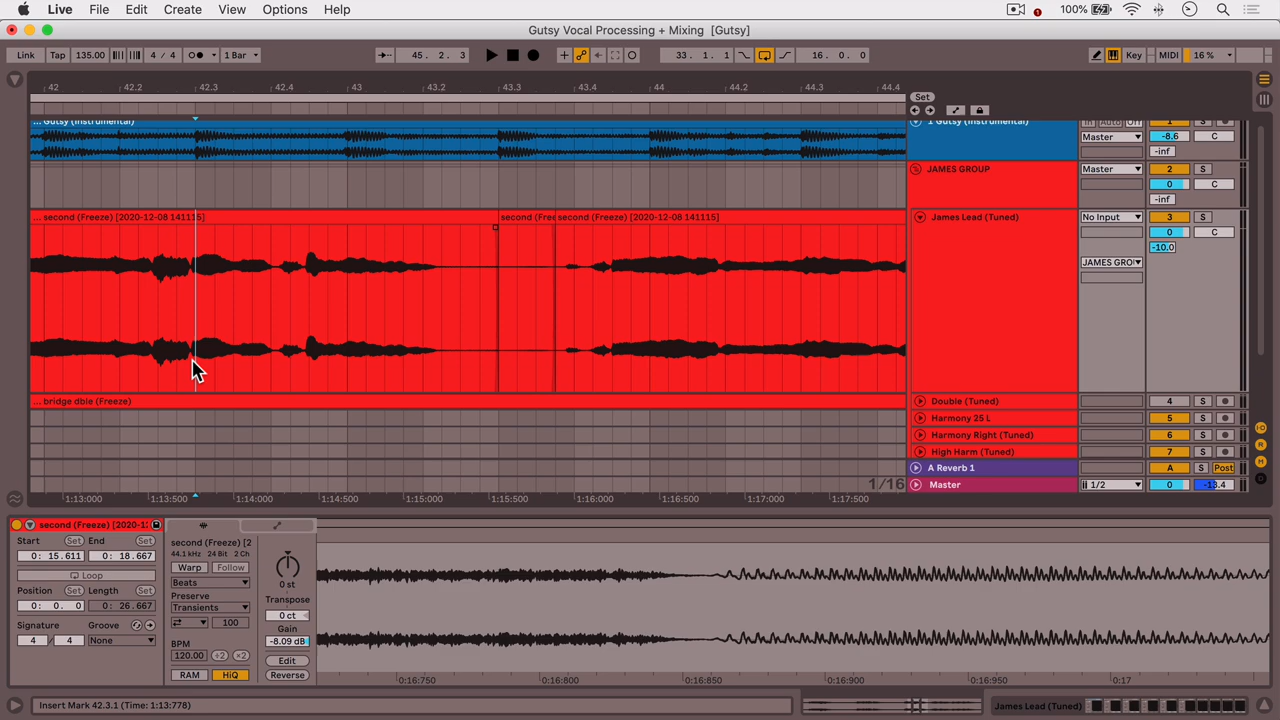 Live File Edit Create View Options Help 100%
Gutsy Vocal Processing + Mixing [Gutsy]
Link Tap 135.00 4 / 4 1 Bar 45. 2. 3 33. 1. 1 16. 0. 0 Key MIDI 16 %
42 42.2 42.3 42.4 43 43.2 43.3 43.4 44 44.2 44.3 44.4
Set
... Gutsy (Instrumental) 1 Gutsy (Instrumental) In Auto Off 1 S
Master -8.6 C
-inf
JAMES GROUP Master 2 S
0 C
-inf
... second (Freeze) [2020-12-08 141115] second (Free second (Freeze) [2020-12-08 141115] James Lead (Tuned) No Input 3 S
0 C
-10.0
JAMES GRO
... bridge dble (Freeze) Double (Tuned) 4 S
Harmony 25 L 5 S
Harmony Right (Tuned) 6 S
High Harm (Tuned) 7 S
A Reverb 1 A S Post
1/16 Master 1/2 0 -13.4
1:13:000 1:13:500 1:14:000 1:14:500 1:15:000 1:15:500 1:16:000 1:16:500 1:17:000 1:17:500
second (Freeze) [2020-1
Start Set End Set second (Freeze) [2
0: 15.611 0: 18.667 44.1 kHz 24 Bit 2 Ch
Loop Warp Follow 0 st
Position Set Length Set Beats Transpose
0: 0. 0 0: 26.667 Preserve 0 ct
Signature Groove Transients Gain
4 / 4 None 100 -8.09 dB
BPM
120.00 ÷2 ×2 Edit
RAM HiQ Reverse
0:16:750 0:16:800 0:16:850 0:16:900 0:16:950 0:17
Insert Mark 42.3.1 (Time: 1:13:778) James Lead (Tuned)